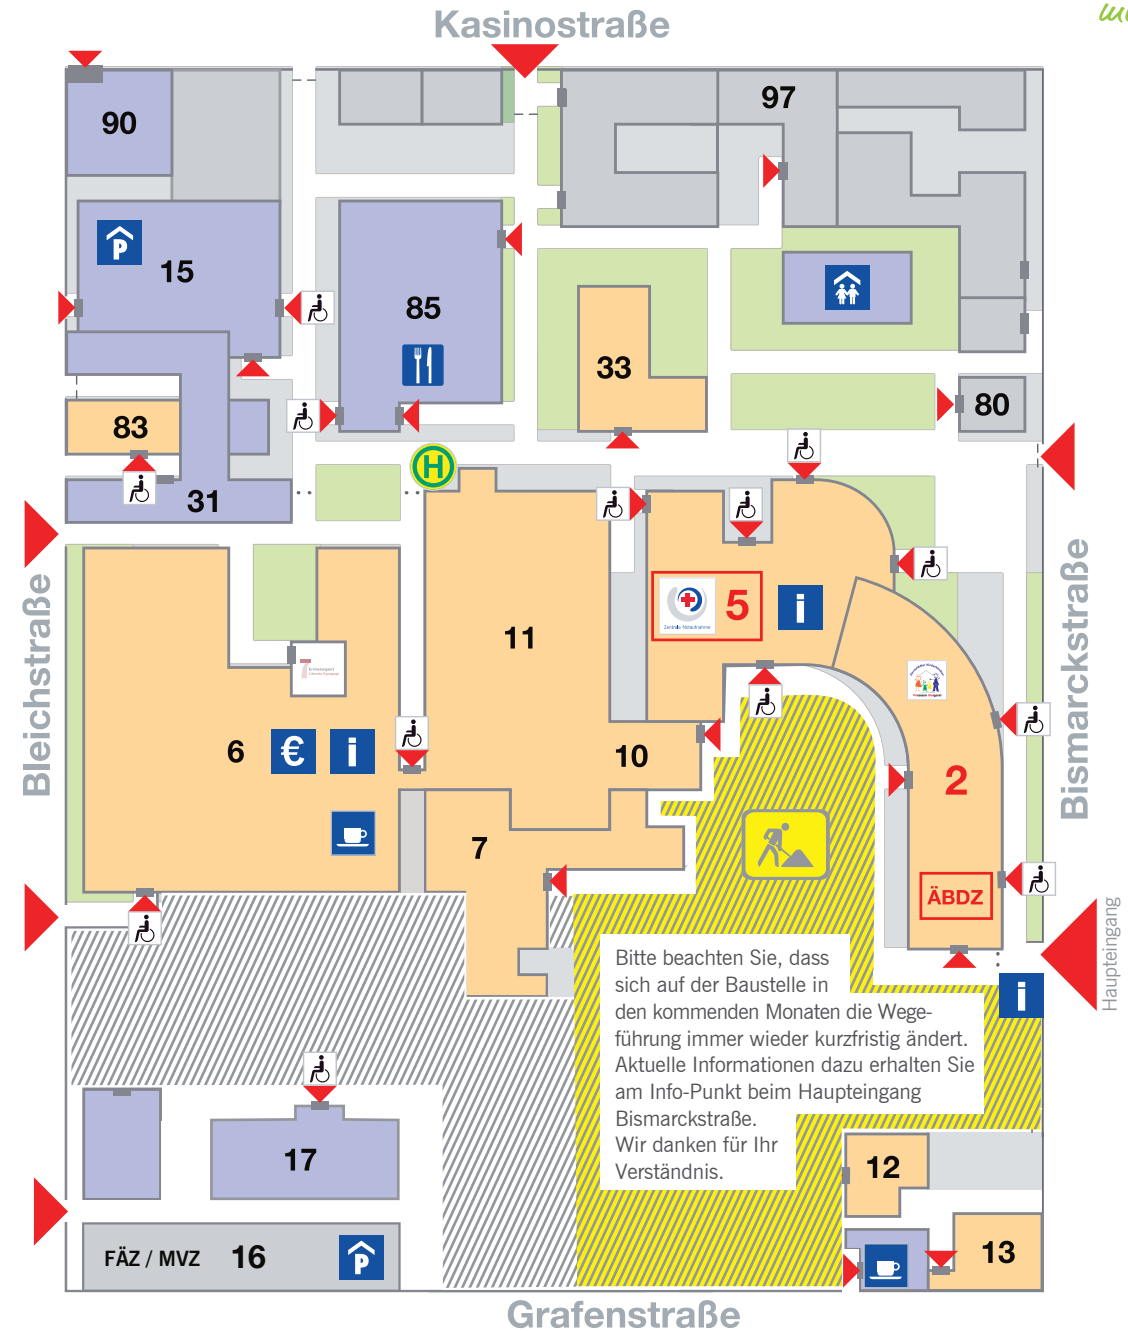 Kasinostraße
90
97
15
P
85
33
80
83
H
31
Bleichstraße
Bismarckstraße
11
5
i
Zentrale Notaufnahme
6
€
i
10
2
7
ÄBDZ
Haupteingang
i
Bitte beachten Sie, dass
sich auf der Baustelle in
den kommenden Monaten die Wege-
führung immer wieder kurzfristig ändert.
Aktuelle Informationen dazu erhalten Sie
am Info-Punkt beim Haupteingang
Bismarckstraße.
Wir danken für Ihr
Verständnis.
17
12
FÄZ / MVZ 16
P
13
Grafenstraße